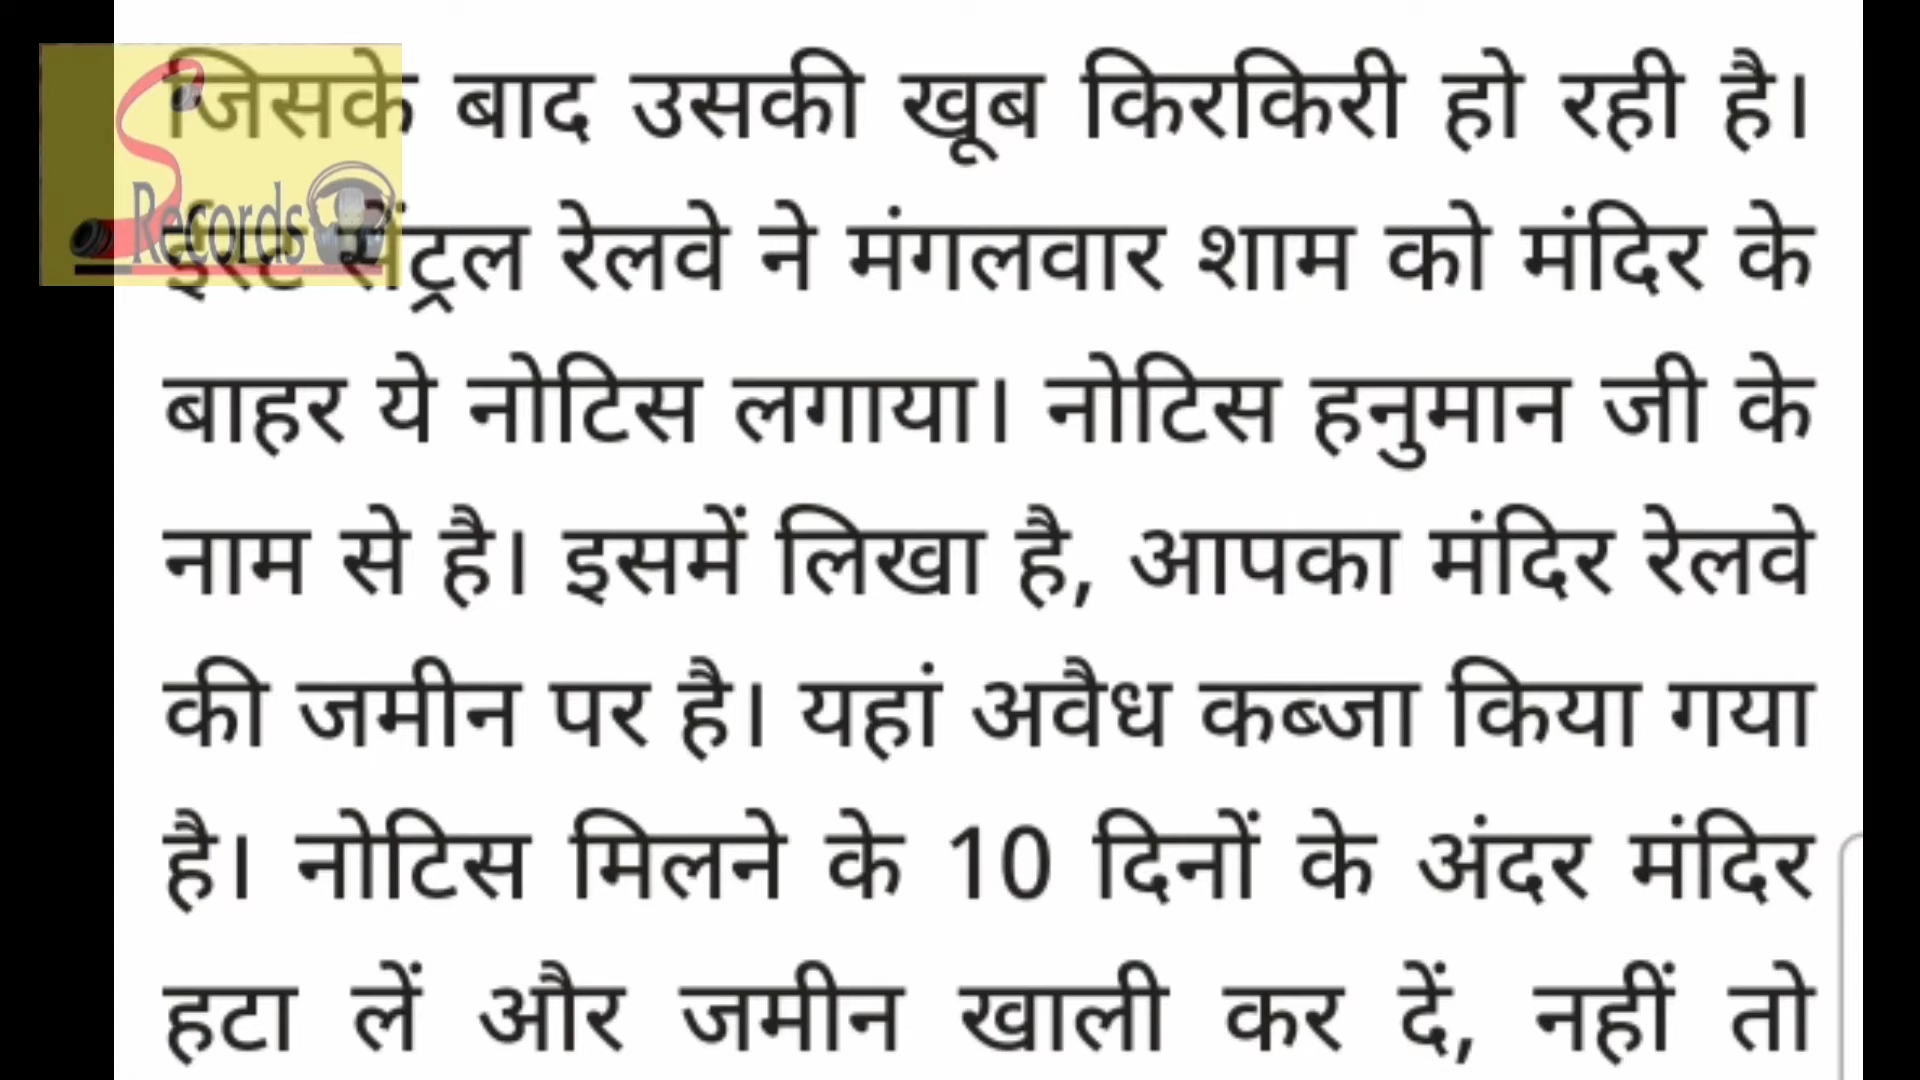 जिसके बाद उसकी खूब किरकिरी हो रही है।
ईस्ट सेंट्रल रेलवे ने मंगलवार शाम को मंदिर के
बाहर ये नोटिस लगाया। नोटिस हनुमान जी के
नाम से है। इसमें लिखा है, आपका मंदिर रेलवे
की जमीन पर है। यहां अवैध कब्जा किया गया
है। नोटिस मिलने के 10 दिनों के अंदर मंदिर
हटा लें और जमीन खाली कर दें, नहीं तो
S
Records